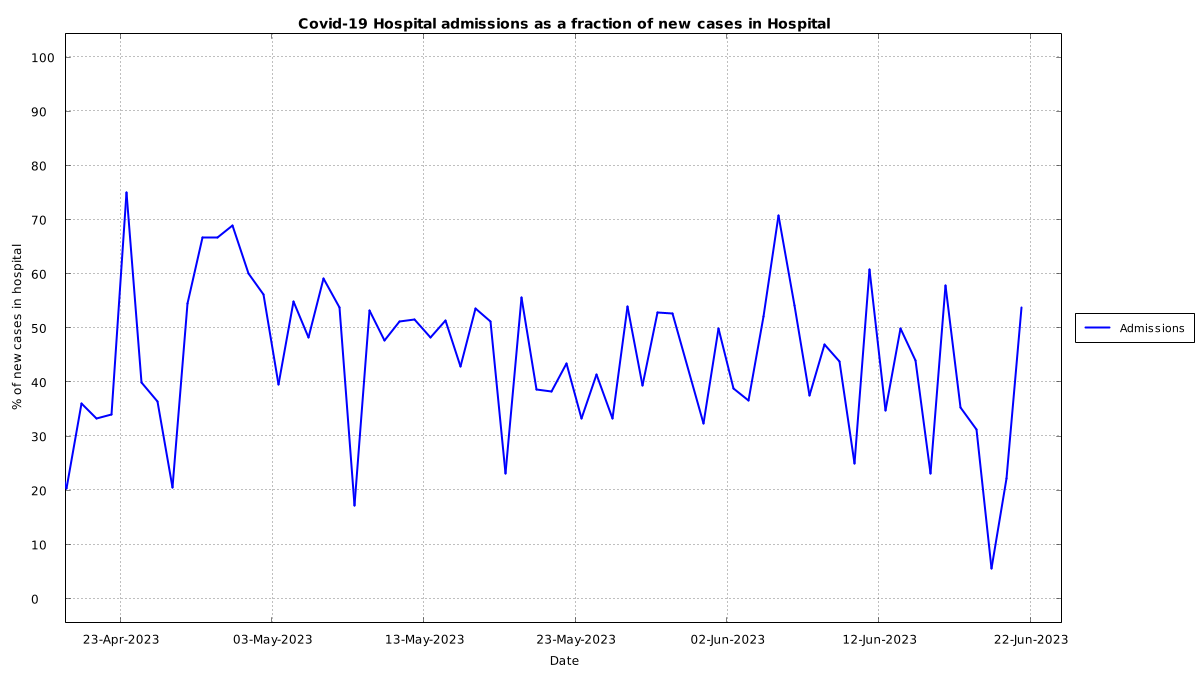 Covid-19 Hospital admissions as a fraction of new cases in Hospital
100
90
80
70
60
50
40
30
20
10
0
% of new cases in hospital
23-Apr-2023 03-May-2023 13-May-2023 23-May-2023 02-Jun-2023 12-Jun-2023 22-Jun-2023
Date
Admissions